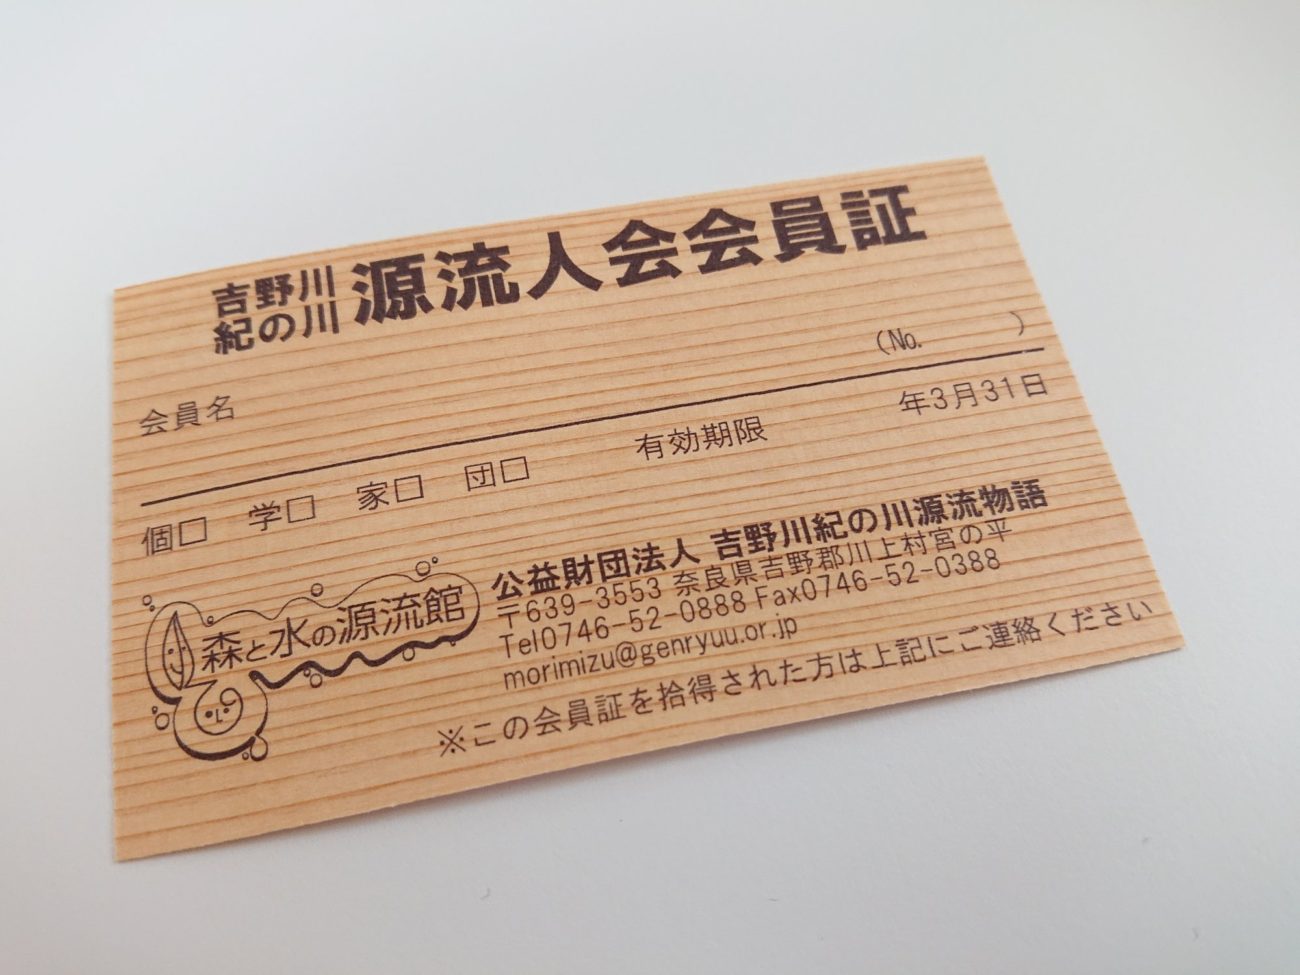 吉野川
紀の川
源流人会会員証
(No. )
会員名
個□ 学□ 家□ 団□ 有効期限 年3月31日
森と水の源流館
公益財団法人 吉野川紀の川源流物語
〒639-3553 奈良県吉野郡川上村宮の平
Tel0746-52-0888 Fax0746-52-0388
morimizu@genryuu.or.jp
※この会員証を拾得された方は上記にご連絡ください